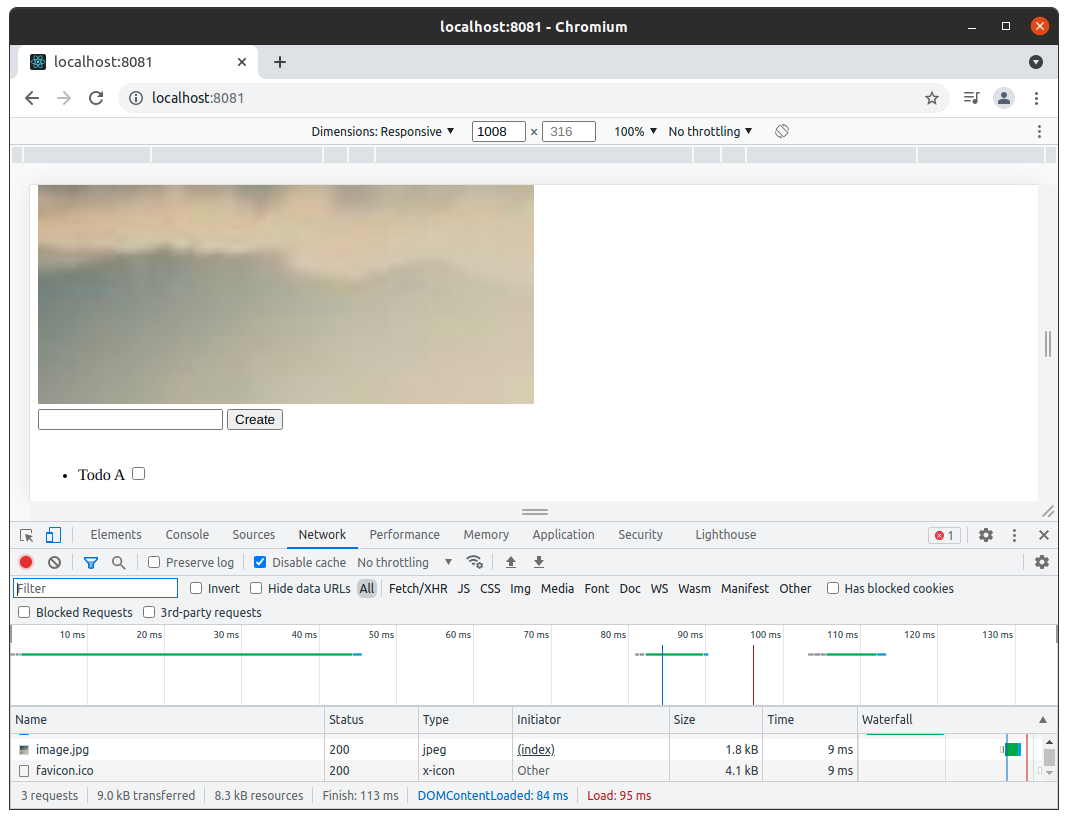 localhost:8081 - Chromium
localhost:8081
localhost:8081
Dimensions: Responsive ▼ 1008 × 316 100% ▼ No throttling ▼
Create
• Todo A
Elements Console Sources Network Performance Memory Application Security Lighthouse 1
Preserve log Disable cache No throttling ▼
Filter Invert Hide data URLs All Fetch/XHR JS CSS Img Media Font Doc WS Wasm Manifest Other Has blocked cookies
Blocked Requests 3rd-party requests
10 ms 20 ms 30 ms 40 ms 50 ms 60 ms 70 ms 80 ms 90 ms 100 ms 110 ms 120 ms 130 ms
Name Status Type Initiator Size Time Waterfall
image.jpg 200 jpeg (index) 1.8 kB 9 ms
favicon.ico 200 x-icon Other 4.1 kB 9 ms
3 requests 9.0 kB transferred 8.3 kB resources Finish: 113 ms DOMContentLoaded: 84 ms Load: 95 ms